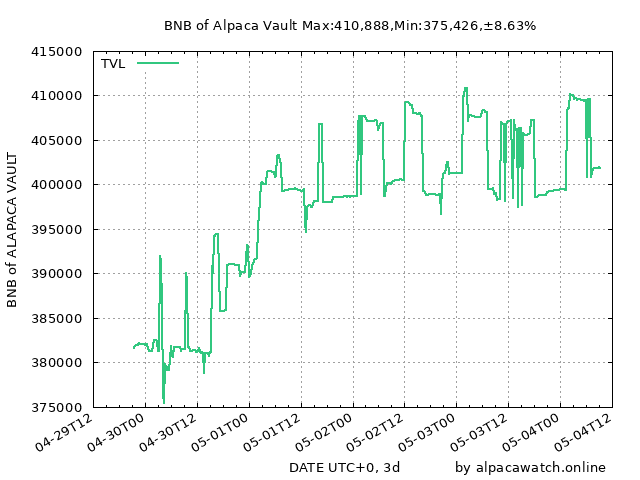 BNB of Alpaca Vault Max:410,888,Min:375,426,±8.63%
415000
TVL
410000
405000
400000
395000
390000
385000
380000
375000
BNB of ALAPACA VAULT
04-29T12
04-30T00
04-30T12
05-01T00
05-01T12
05-02T00
05-02T12
05-03T00
05-03T12
05-04T00
05-04T12
DATE UTC+0, 3d
by alpacawatch.online